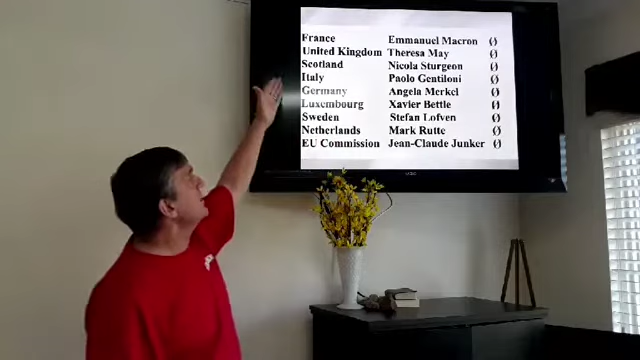 France Emmanuel Macron (/)
United Kingdom Theresa May (/)
Scotland Nicola Sturgeon (/)
Italy Paolo Gentiloni (/)
Germany Angela Merkel (/)
Luxembourg Xavier Bettle (/)
Sweden Stefan Lofven (/)
Netherlands Mark Rutte (/)
EU Commission Jean-Claude Junker (/)